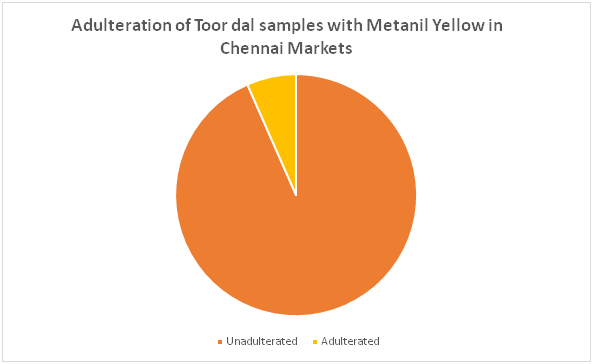 Adulteration of Toor dal samples with Metanil Yellow in
Chennai Markets
Unadulterated Adulterated